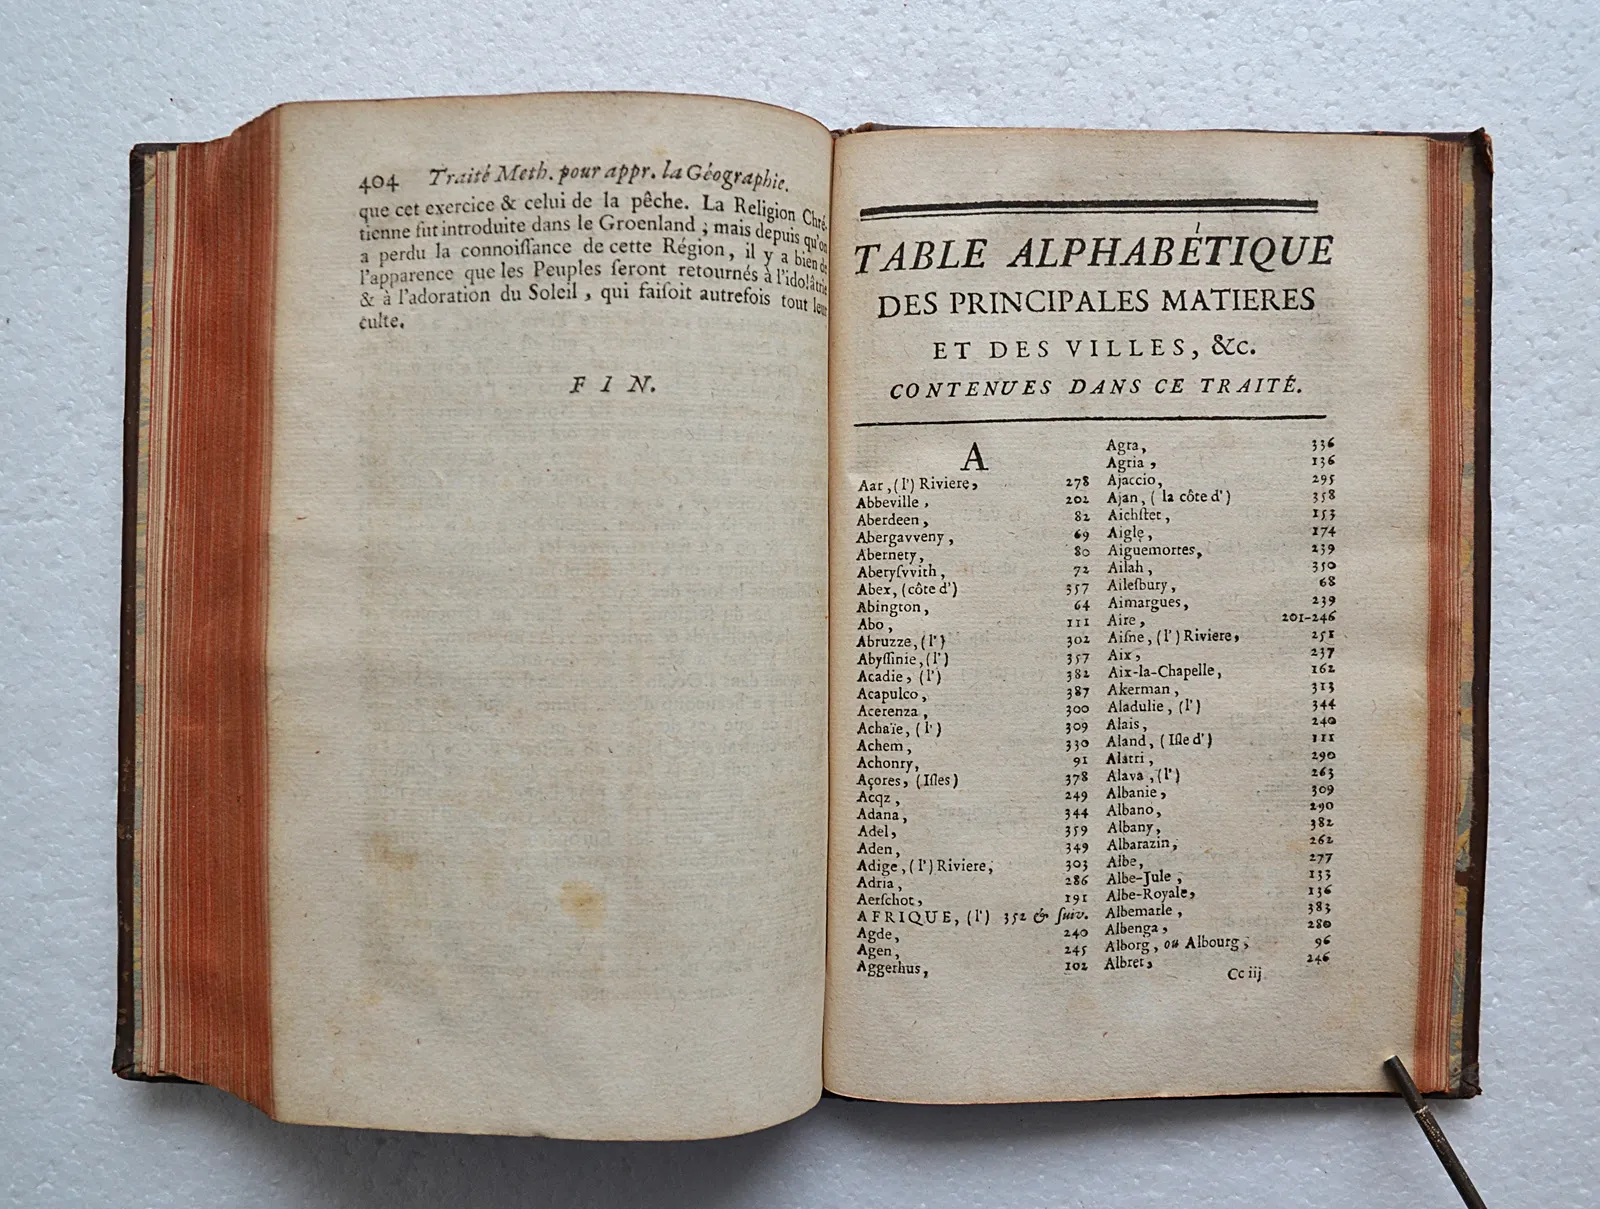 404 Traité Meth. pour appr. la Géographie.
que cet exercice & celui de la pêche. La Religion Chré-
tienne fut introduite dans le Groenland ; mais depuis qu'on
a perdu la connoiſſance de cette Région, il y a bien de
l'apparence que les Peuples ſeront retournés à l'idolâtrie
& à l'adoration du Soleil, qui faiſoit autrefois tout leur
culte.
FIN.
TABLE ALPHABÉTIQUE
DES PRINCIPALES MATIERES
ET DES VILLES, &c.
CONTENUES DANS CE TRAITÉ.
A
Aar, (l') Riviere, 278
Abbeville, 202
Aberdeen, 82
Abergavveny, 69
Abernety, 80
Aberyſvvith, 72
Abex, (côte d') 357
Abington, 64
Abo, 111
Abruzze, (l') 302
Abyſſinie, (l') 357
Acadie, (l') 382
Acapulco, 387
Acerenza, 300
Achaïe, (l') 309
Achem, 330
Achonry, 91
Açores, (Iſles) 378
Acqz, 249
Adana, 344
Adel, 359
Aden, 349
Adige, (l') Riviere, 303
Adria, 286
Aerſchot, 191
AFRIQUE, (l') 352 & ſuiv.
Agde, 240
Agen, 245
Aggerhus, 102
Agra, 336
Agria, 136
Ajaccio, 295
Ajan, (la côte d') 358
Aichſtet, 153
Aigle, 174
Aiguemortes, 239
Ailah, 350
Aileſbury, 68
Aimargues, 239
Aire, 201-246
Aiſne, (l') Riviere, 251
Aix, 237
Aix-la-Chapelle, 162
Akerman, 313
Aladulie, (l') 344
Alais, 240
Aland, (Iſle d') 111
Alatri, 290
Alava, (l') 263
Albanie, 309
Albano, 290
Albany, 382
Albarazin, 262
Albe, 277
Albe-Jule, 133
Albe-Royale, 136
Albemarle, 383
Albenga, 280
Alborg, ou Albourg, 96
Albret, 246
Cc iij